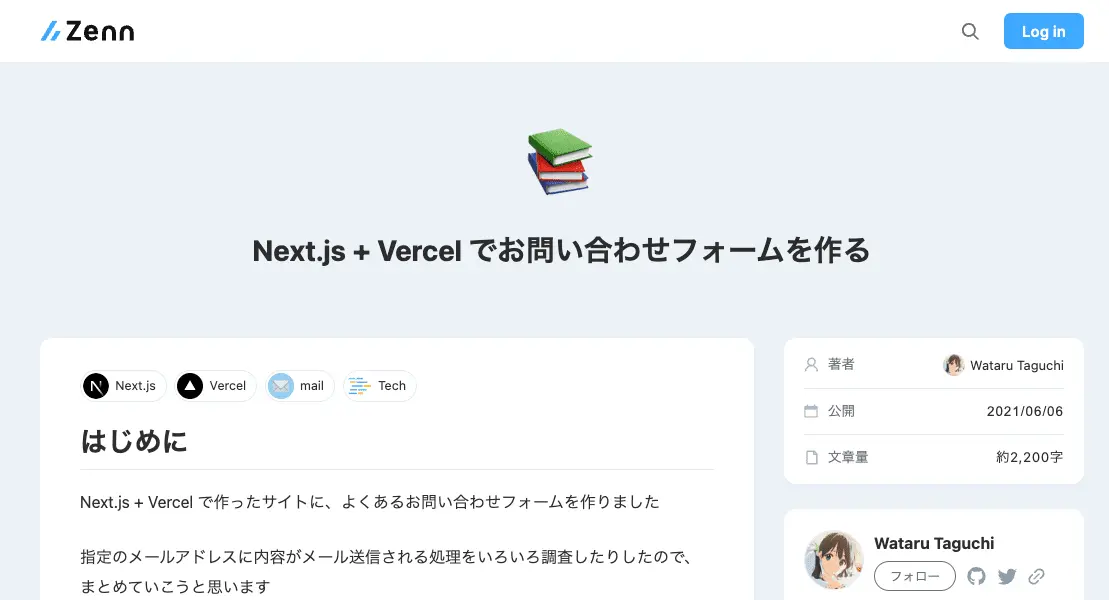 Zenn
Log in
Next.js + Vercel でお問い合わせフォームを作る
Next.js Vercel mail Tech
はじめに
Next.js + Vercel で作ったサイトに、よくあるお問い合わせフォームを作りました
指定のメールアドレスに内容がメール送信される処理をいろいろ調査したりしたので、
まとめていこうと思います
著者 Wataru Taguchi
公開 2021/06/06
文章量 約2,200字
Wataru Taguchi
フォロー